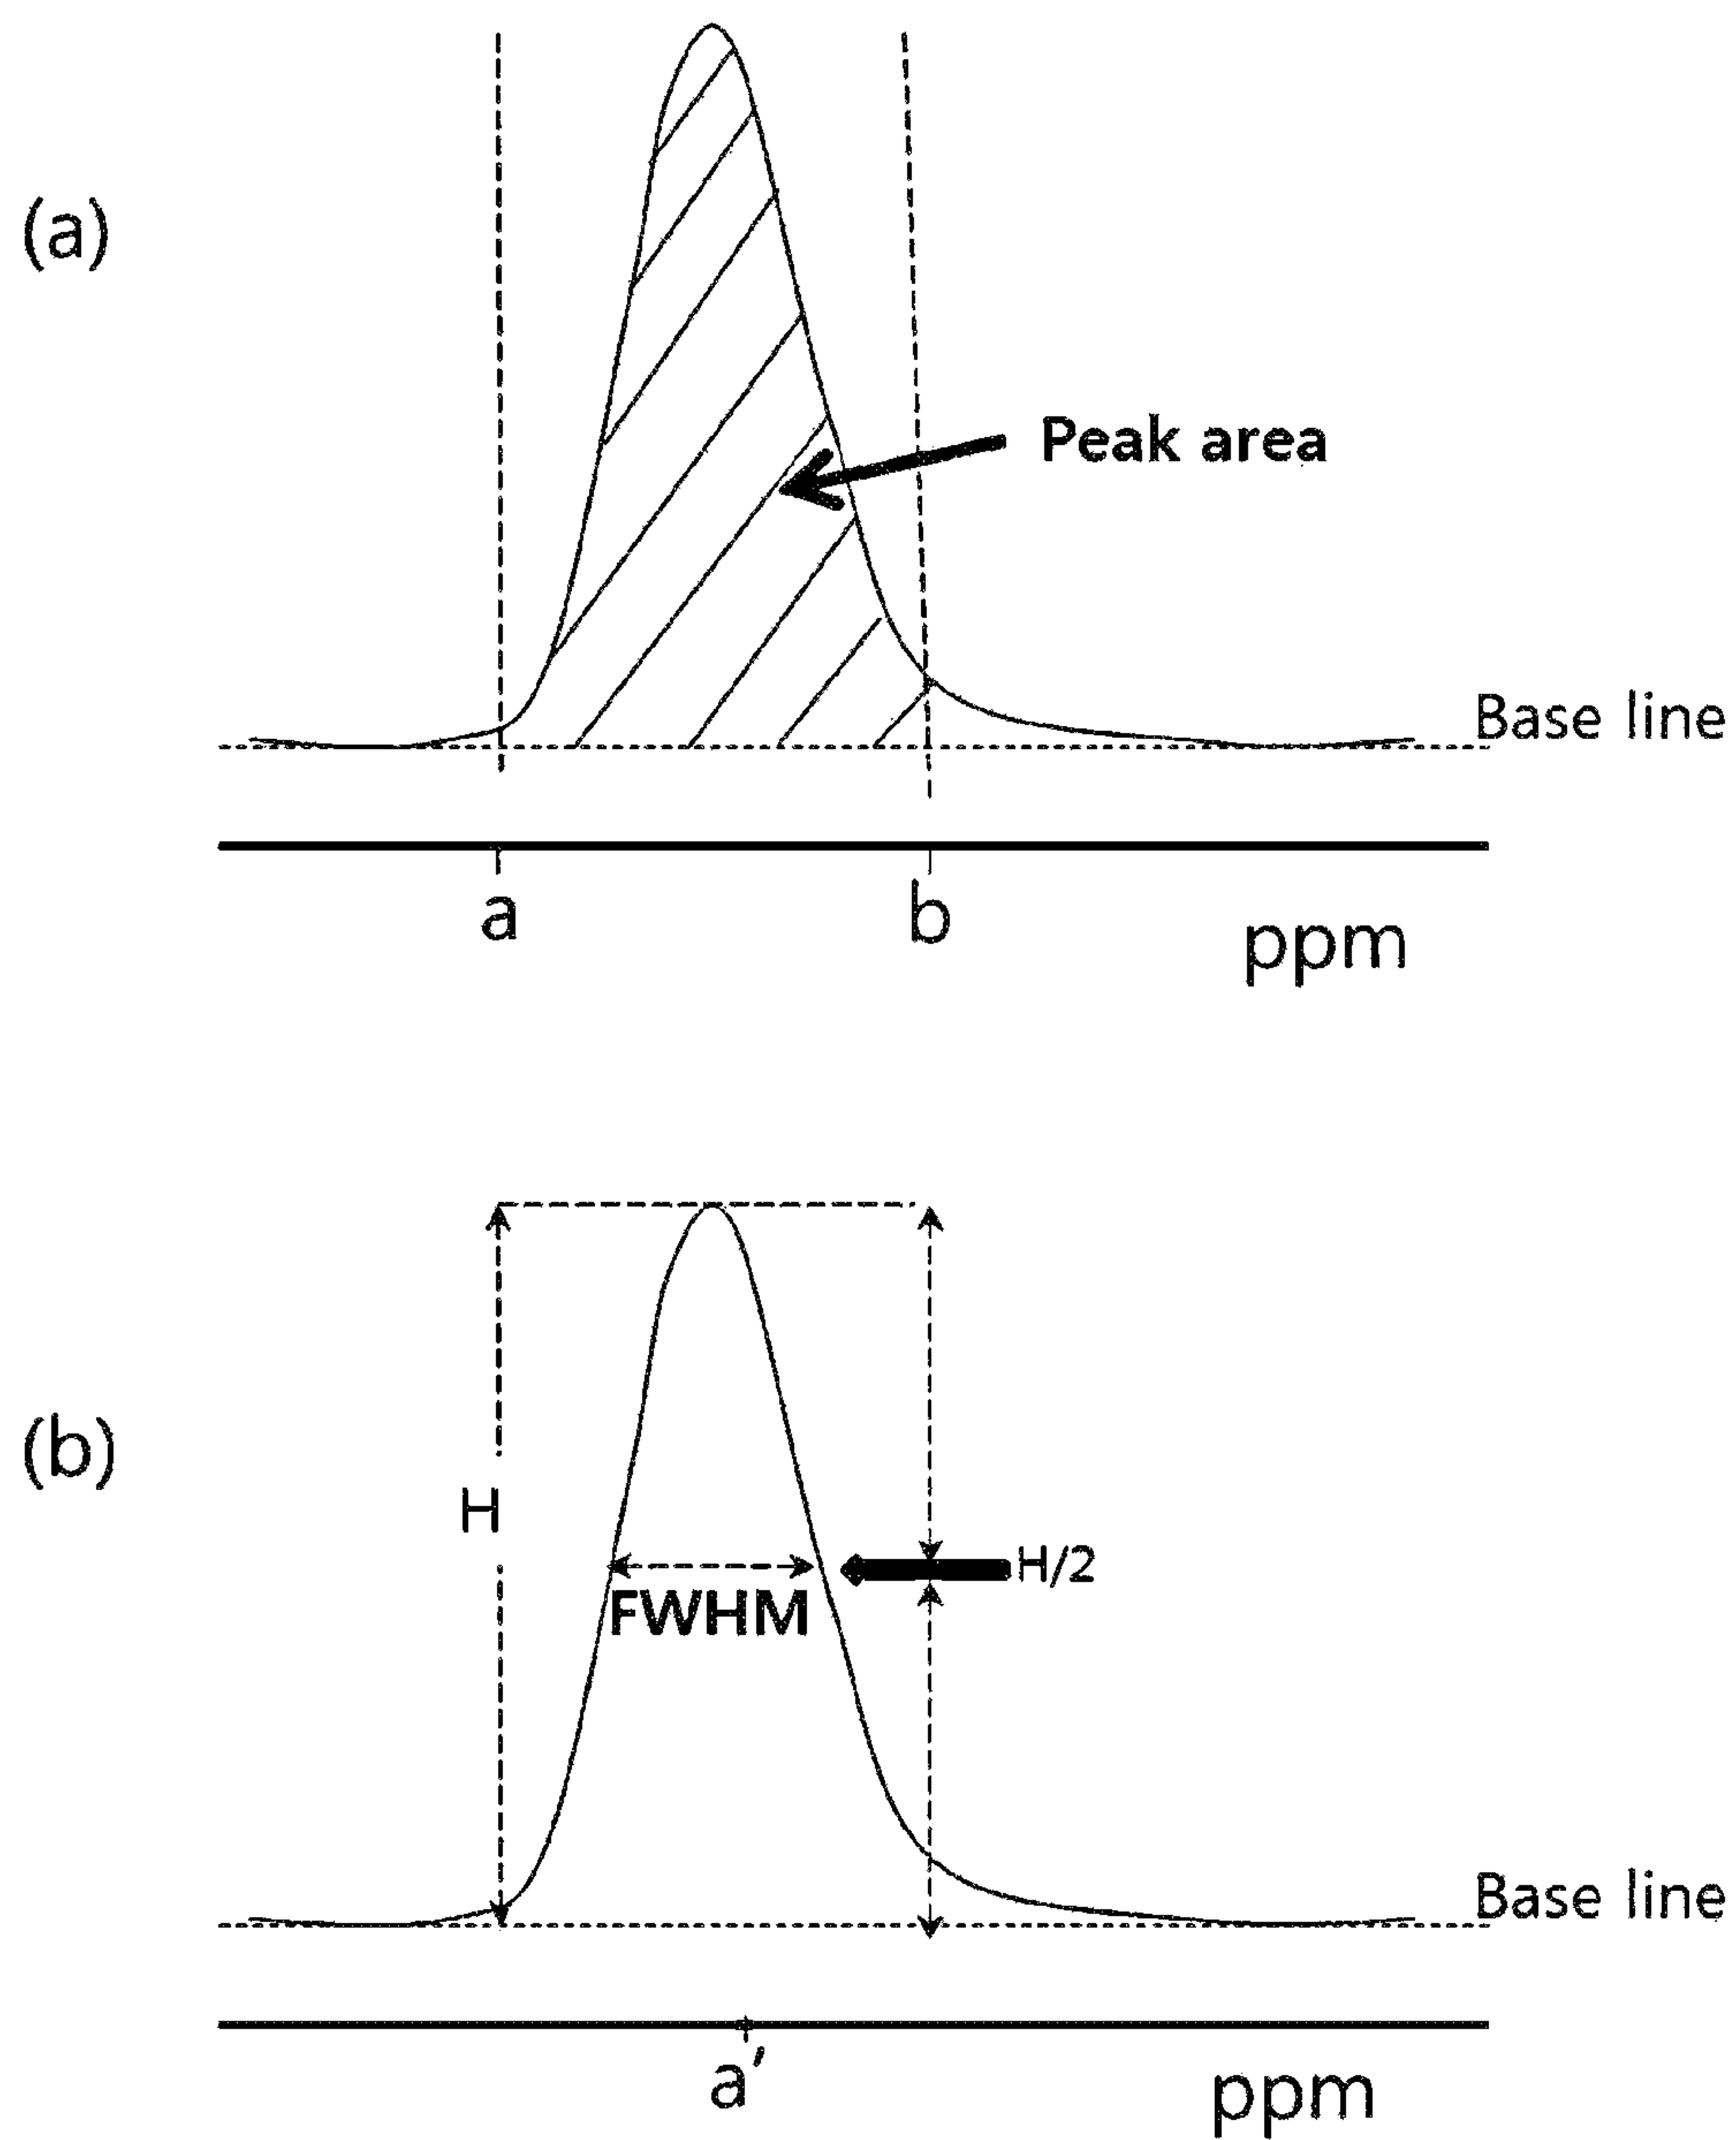 (a)
Peak area
Base line
a
b
ppm
(b)
H
H/2
FWHM
Base line
a′
ppm